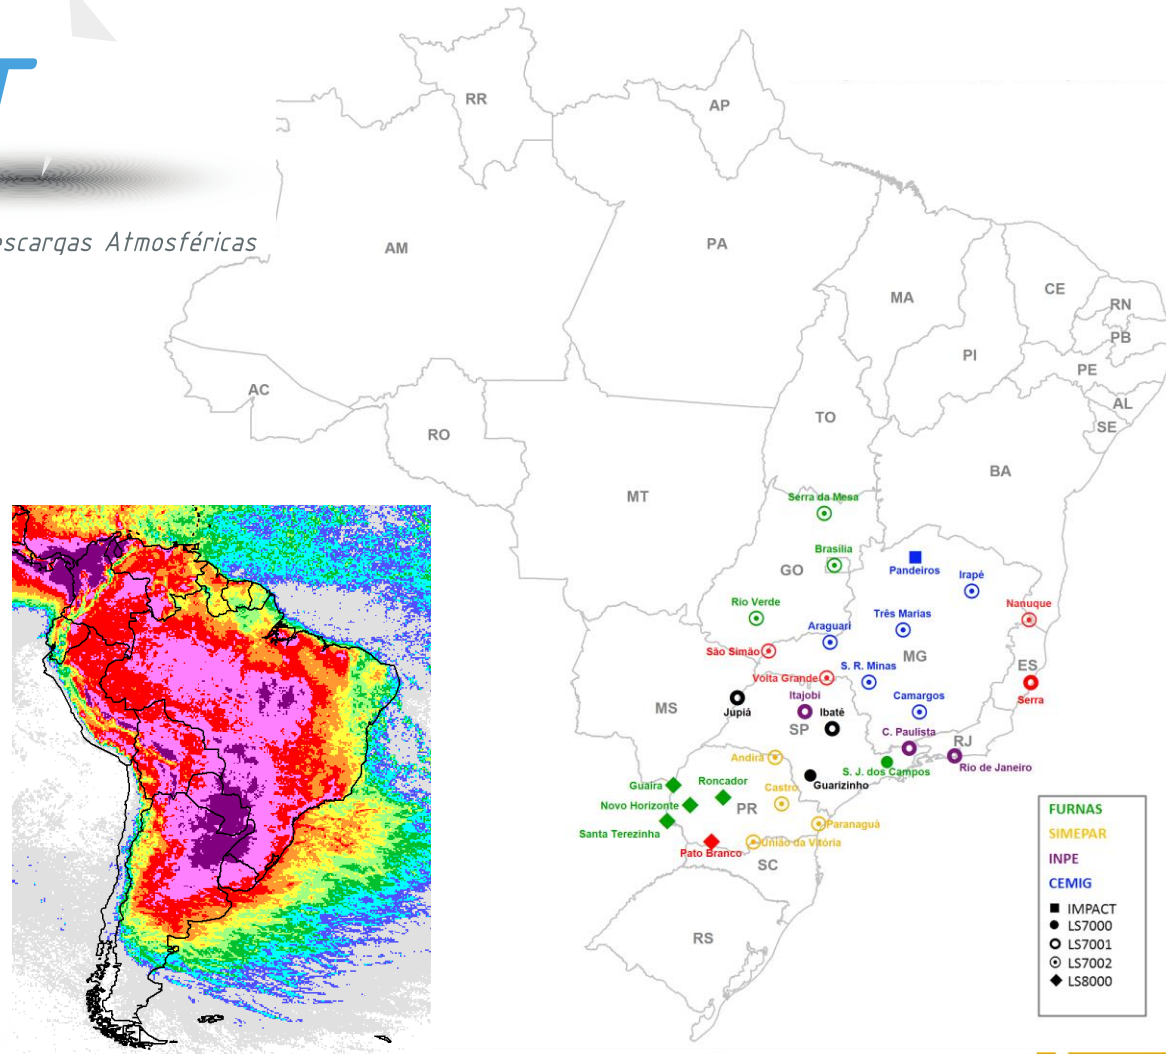 T
escargas Atmosféricas
RR
AP
AM
PA
MA
CE
RN
PB
PI
PE
AC
AL
SE
RO
TO
BA
MT
Serra da Mesa
Brasília
GO
Pandeiros
Irapé
Rio Verde
Três Marias
Nanuque
Araguari
São Simão
MG
ES
Volta Grande
S. R. Minas
Serra
MS
Itajobi
Camargos
Jupiá
Ibaté
SP
C. Paulista
RJ
Andirá
Rio de Janeiro
S. J. dos Campos
Guaíra
Roncador
Castro
Guarizinho
Novo Horizonte
PR
Santa Terezinha
Paranaguá
Pato Branco
União da Vitória
SC
RS
FURNAS
SIMEPAR
INPE
CEMIG
IMPACT
LS7000
LS7001
LS7002
LS8000